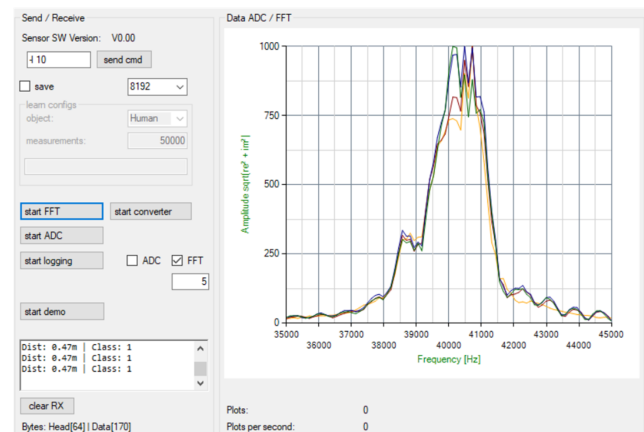 Send / Receive
Sensor SW Version: V0.00
-i 10
send cmd
save
8192
learn configs
object:
Human
measurements:
50000
start FFT
start converter
start ADC
start logging
ADC
FFT
5
start demo
Dist: 0.47m | Class: 1
Dist: 0.47m | Class: 1
Dist: 0.47m | Class: 1
clear RX
Bytes: Head[64] | Data[170]
Data ADC / FFT
Amplitude sqrt[re² + im²]
1000
750
500
250
0
35000
36000
37000
38000
39000
40000
41000
42000
43000
44000
45000
Frequency [Hz]
Plots: 0
Plots per second: 0